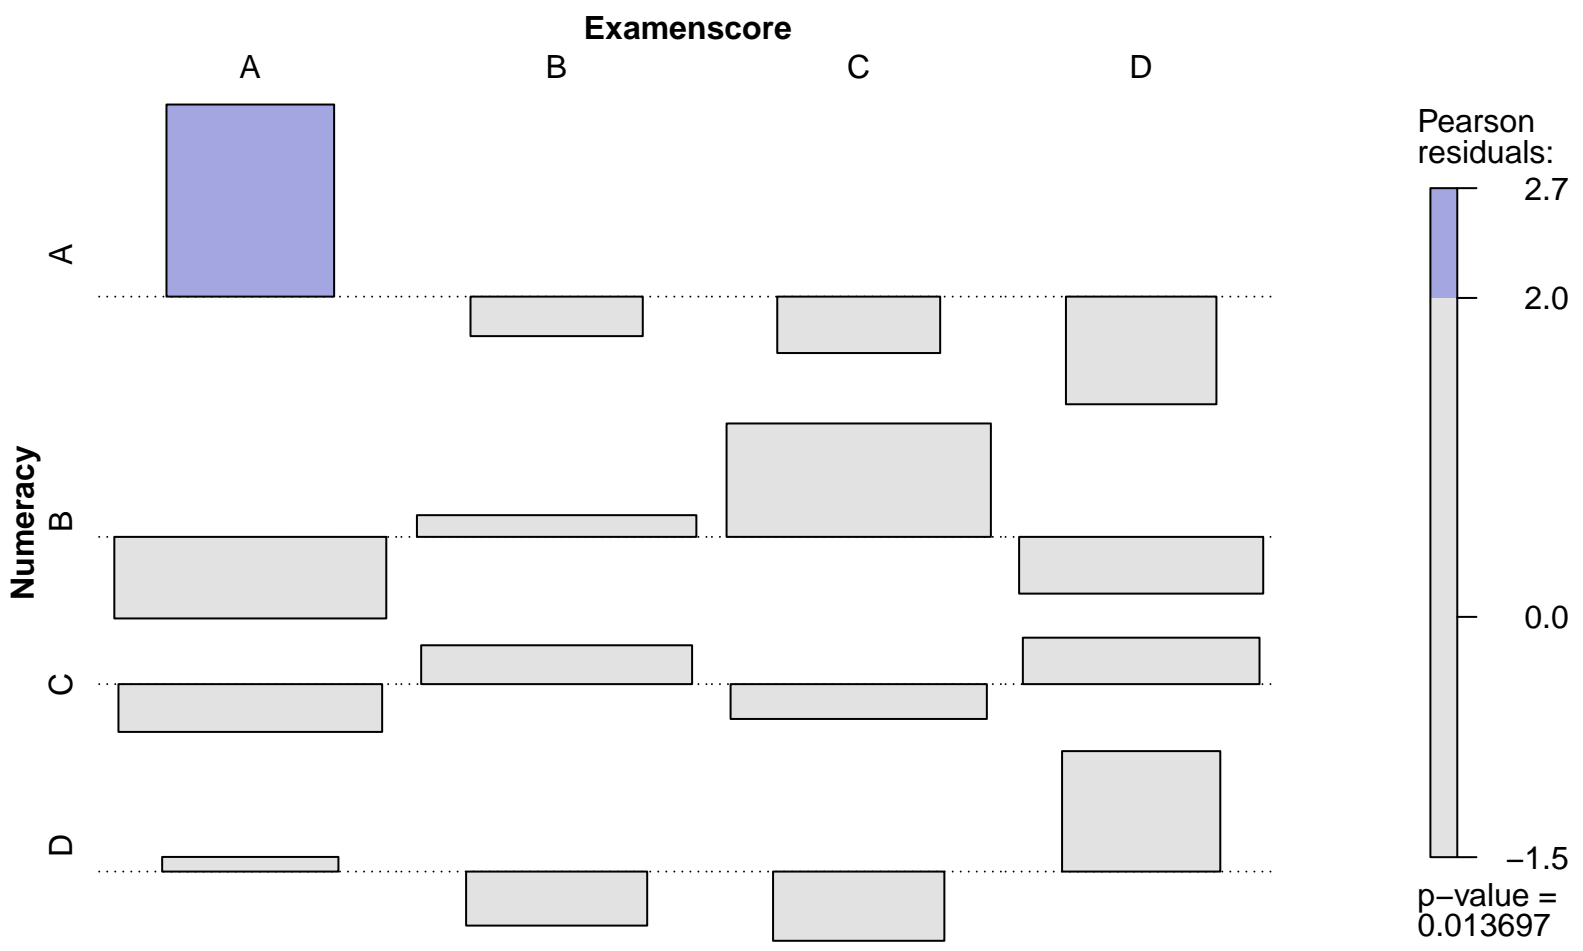 Examenscore
A B C D
Numeracy
A
B
C
D
Pearson
residuals:
2.7
2.0
0.0
−1.5
p−value =
0.013697